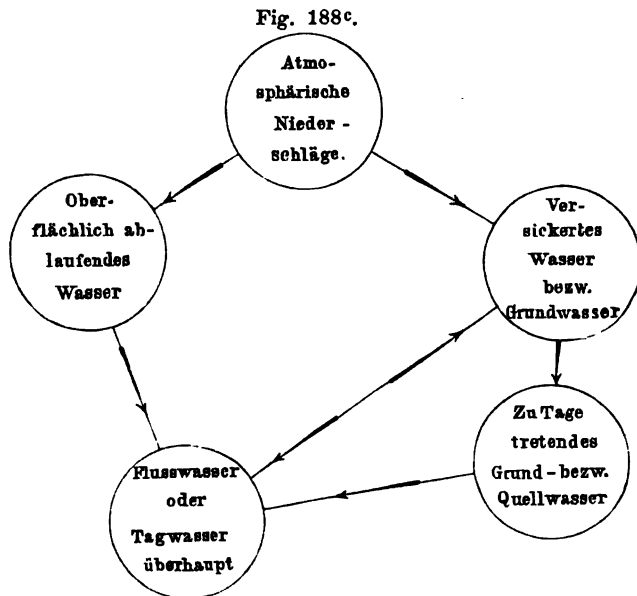 Fig. 188c.
Atmo-
sphärische
Nieder-
schläge.
Ober-
flächlich ab-
laufendes
Wasser
Ver-
sickertes
Wasser
bezw.
Grundwasser
Zu Tage
tretendes
Grund-bezw.
Quellwasser
Flusswasser
oder
Tagwasser
überhaupt